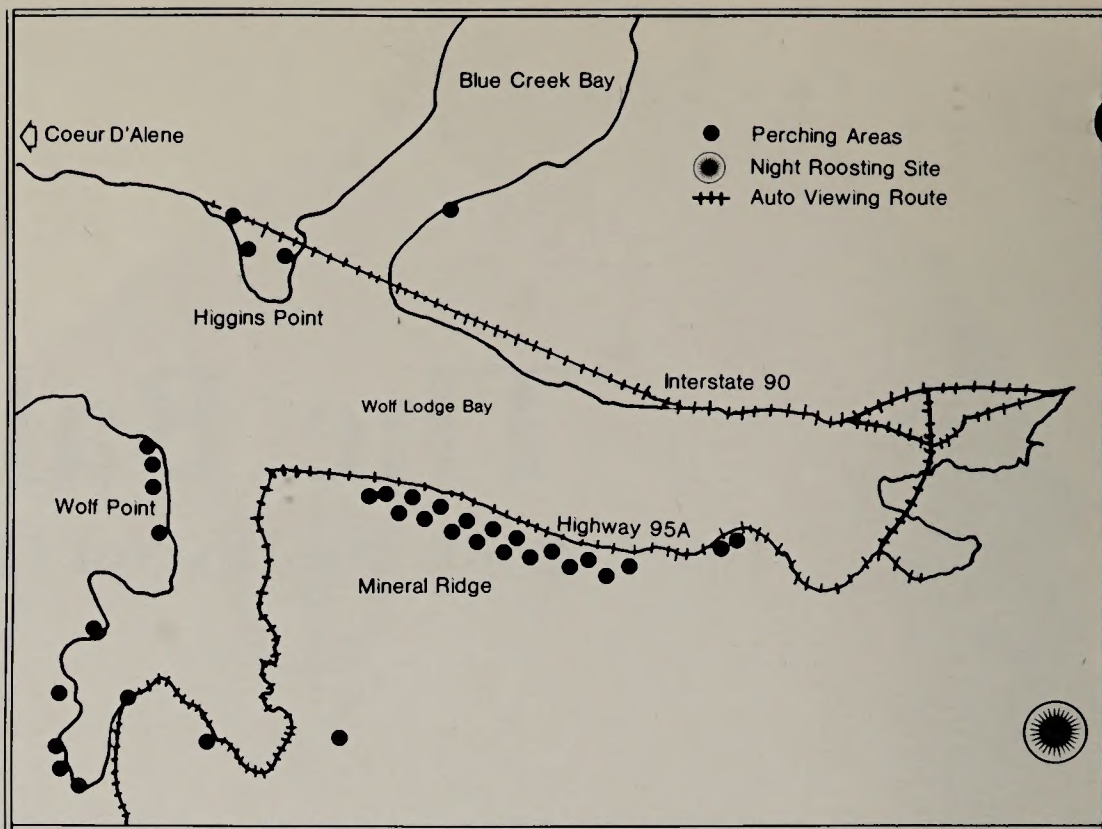 Blue Creek Bay
Coeur D'Alene
Perching Areas
Night Roosting Site
Auto Viewing Route
Higgins Point
Interstate 90
Wolf Lodge Bay
Wolf Point
Highway 95A
Mineral Ridge